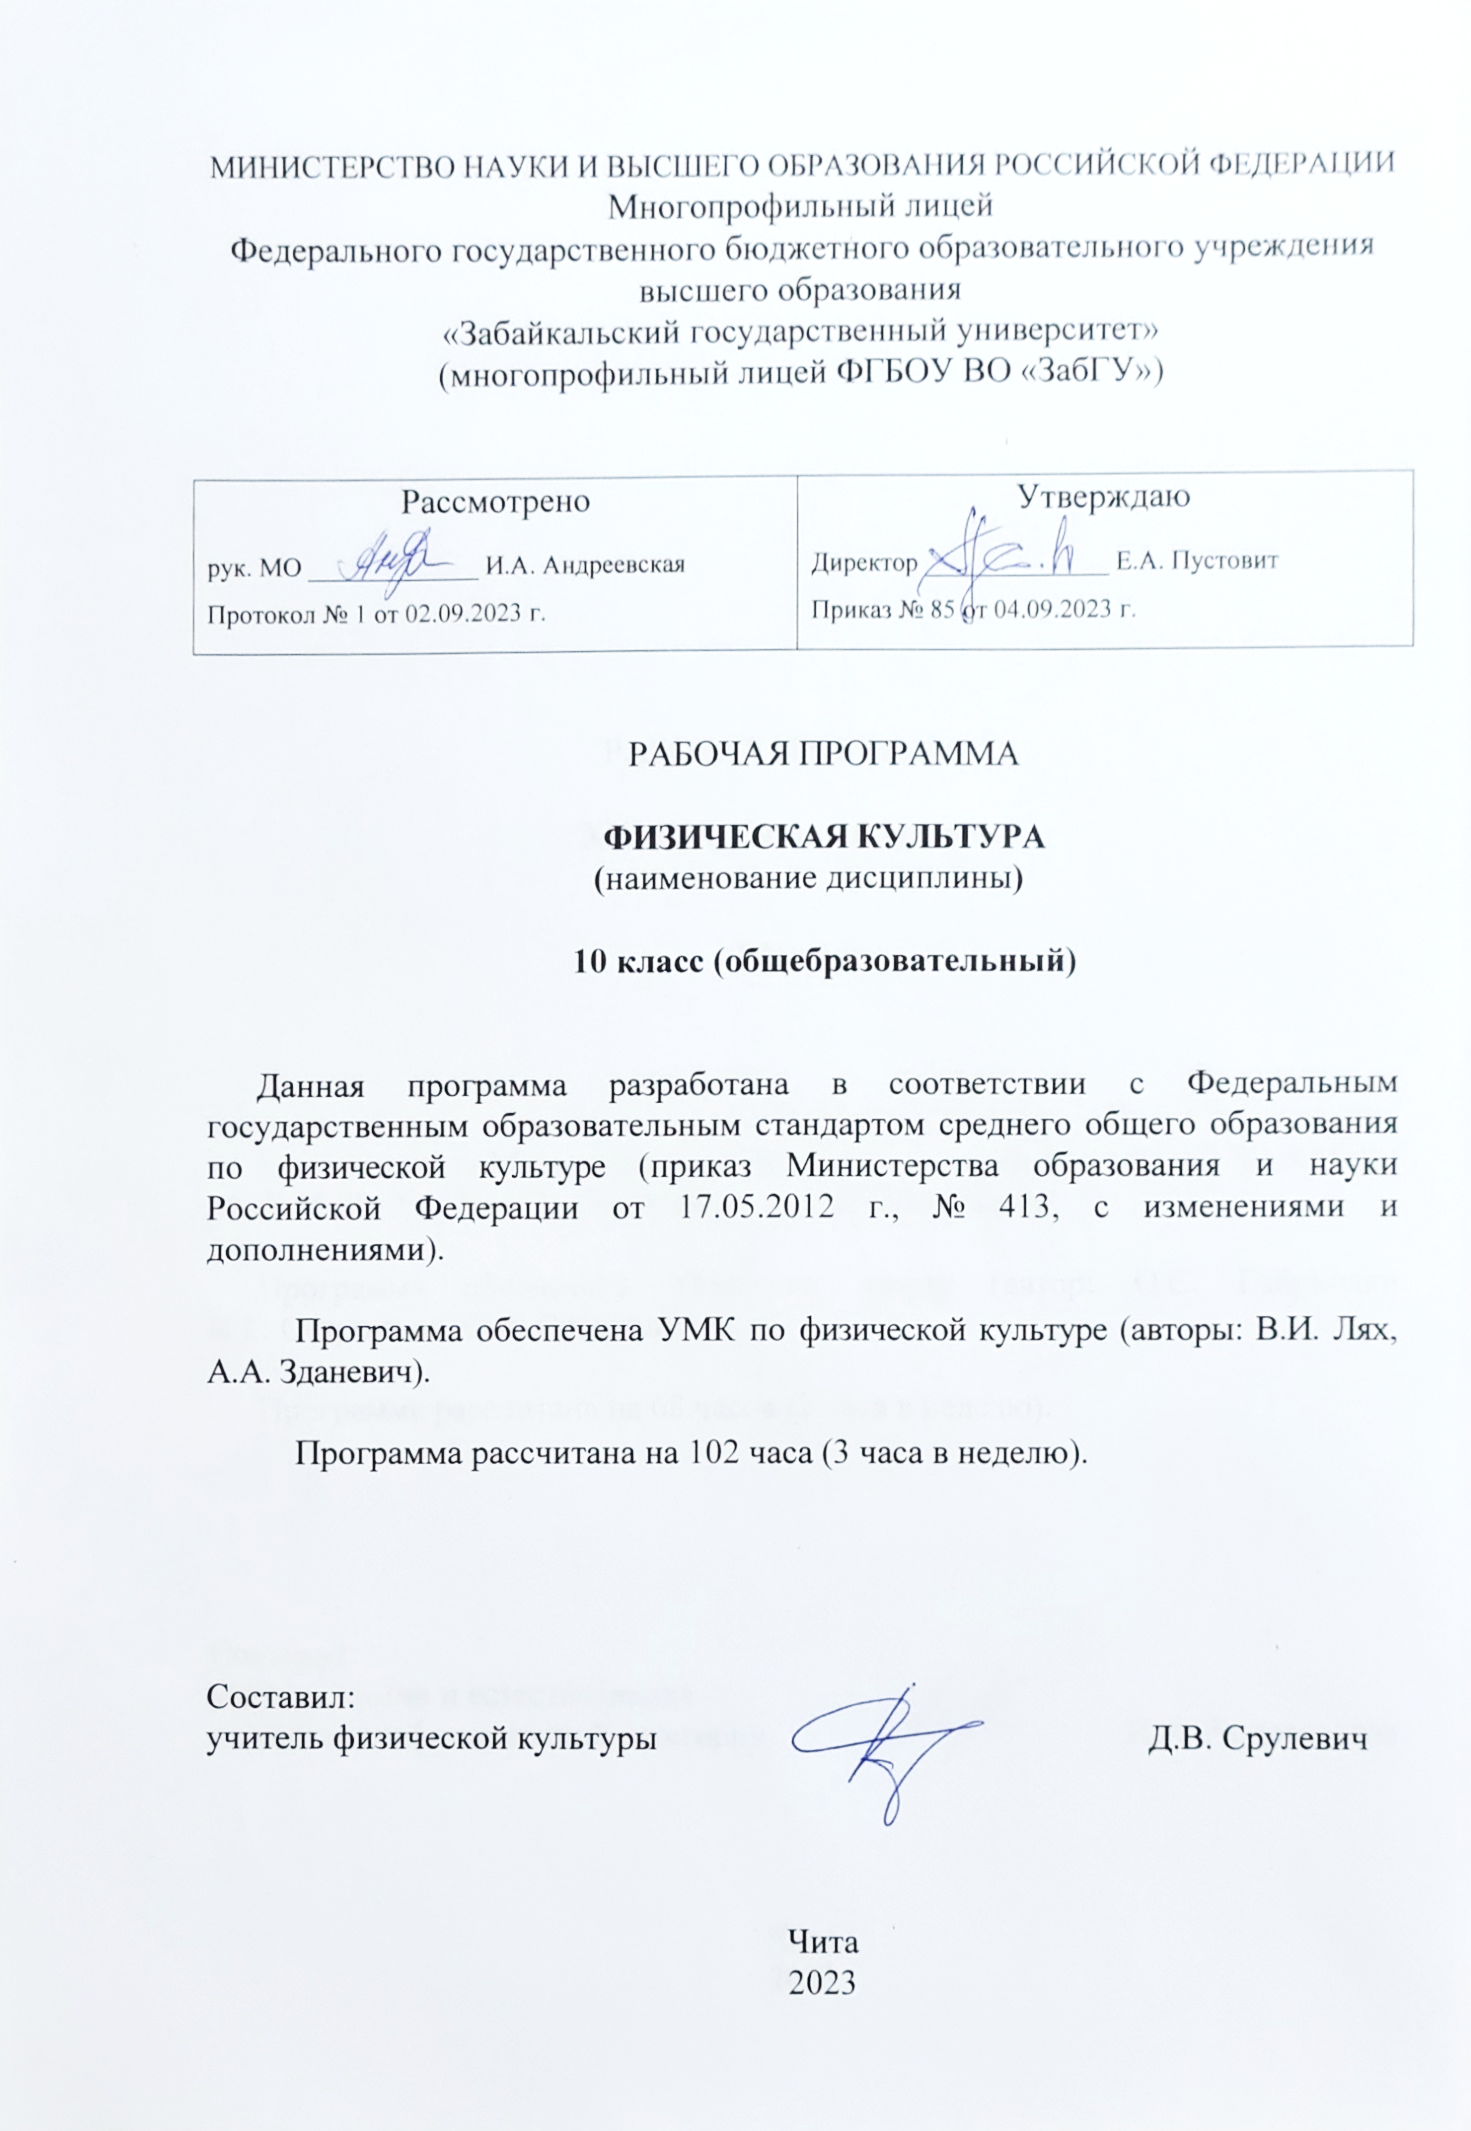 МИНИСТЕРСТВО НАУКИ И ВЫСШЕГО ОБРАЗОВАНИЯ РОССИЙСКОЙ ФЕДЕРАЦИИ
Многопрофильный лицей
Федерального государственного бюджетного образовательного учреждения
высшего образования
«Забайкальский государственный университет»
(многопрофильный лицей ФГБОУ ВО «ЗабГУ»)
Рассмотрено
рук. МО ____________ И.А. Андреевская
Протокол № 1 от 02.09.2023 г.
Утверждаю
Директор ____________ Е.А. Пустовит
Приказ № 85 от 04.09.2023 г.
РАБОЧАЯ ПРОГРАММА
ФИЗИЧЕСКАЯ КУЛЬТУРА
(наименование дисциплины)
10 класс (общебразовательный)
Данная программа разработана в соответствии с Федеральным
государственным образовательным стандартом среднего общего образования
по физической культуре (приказ Министерства образования и науки
Российской Федерации от 17.05.2012 г., № 413, с изменениями и
дополнениями).
Программа обеспечена УМК по физической культуре (авторы: В.И. Лях,
А.А. Зданевич).
Программа рассчитана на 102 часа (3 часа в неделю).
Составил:
учитель физической культуры Д.В. Срулевич
Чита
2023